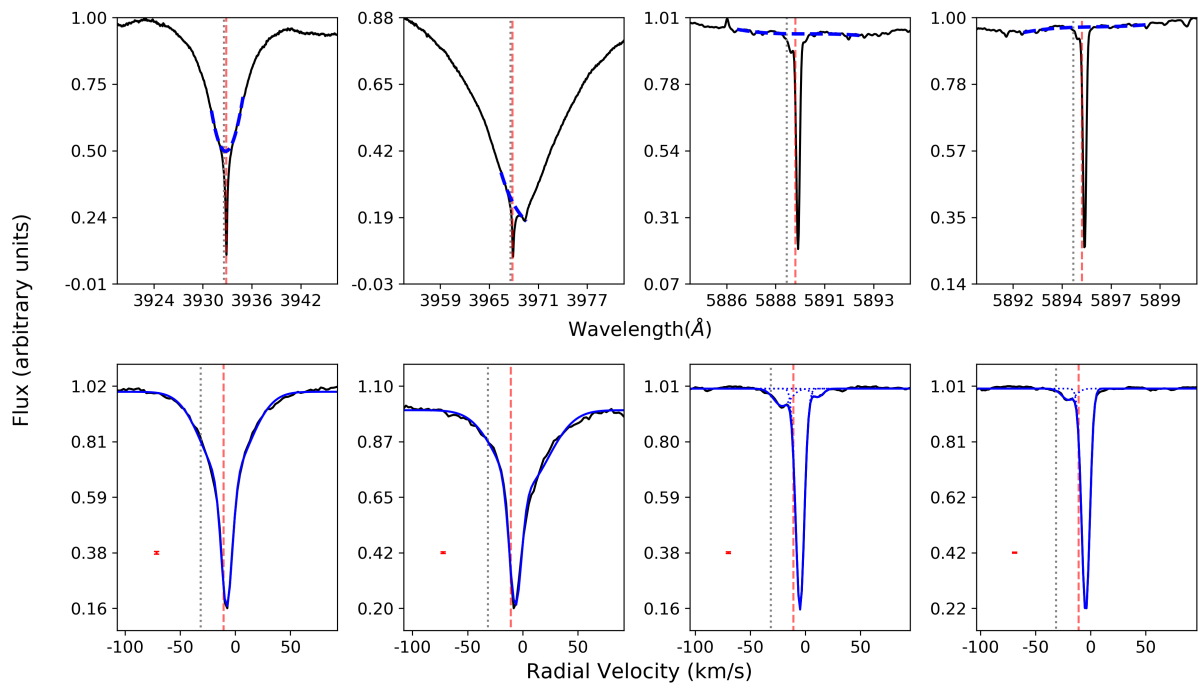 1.00 0.88 1.01 1.00
0.75 0.65 0.78 0.78
0.50 0.42 0.54 0.57
0.24 0.19 0.31 0.35
-0.01 -0.03 0.07 0.14
3924 3930 3936 3942 3959 3965 3971 3977 5886 5888 5891 5893 5892 5894 5897 5899
Wavelength(Å)
Flux (arbitrary units)
1.02 1.10 1.01 1.01
0.81 0.87 0.80 0.82
0.59 0.65 0.59 0.62
0.38 0.42 0.38 0.42
0.16 0.20 0.16 0.22
-100 -50 0 50 -100 -50 0 50 -100 -50 0 50 -100 -50 0 50
Radial Velocity (km/s)